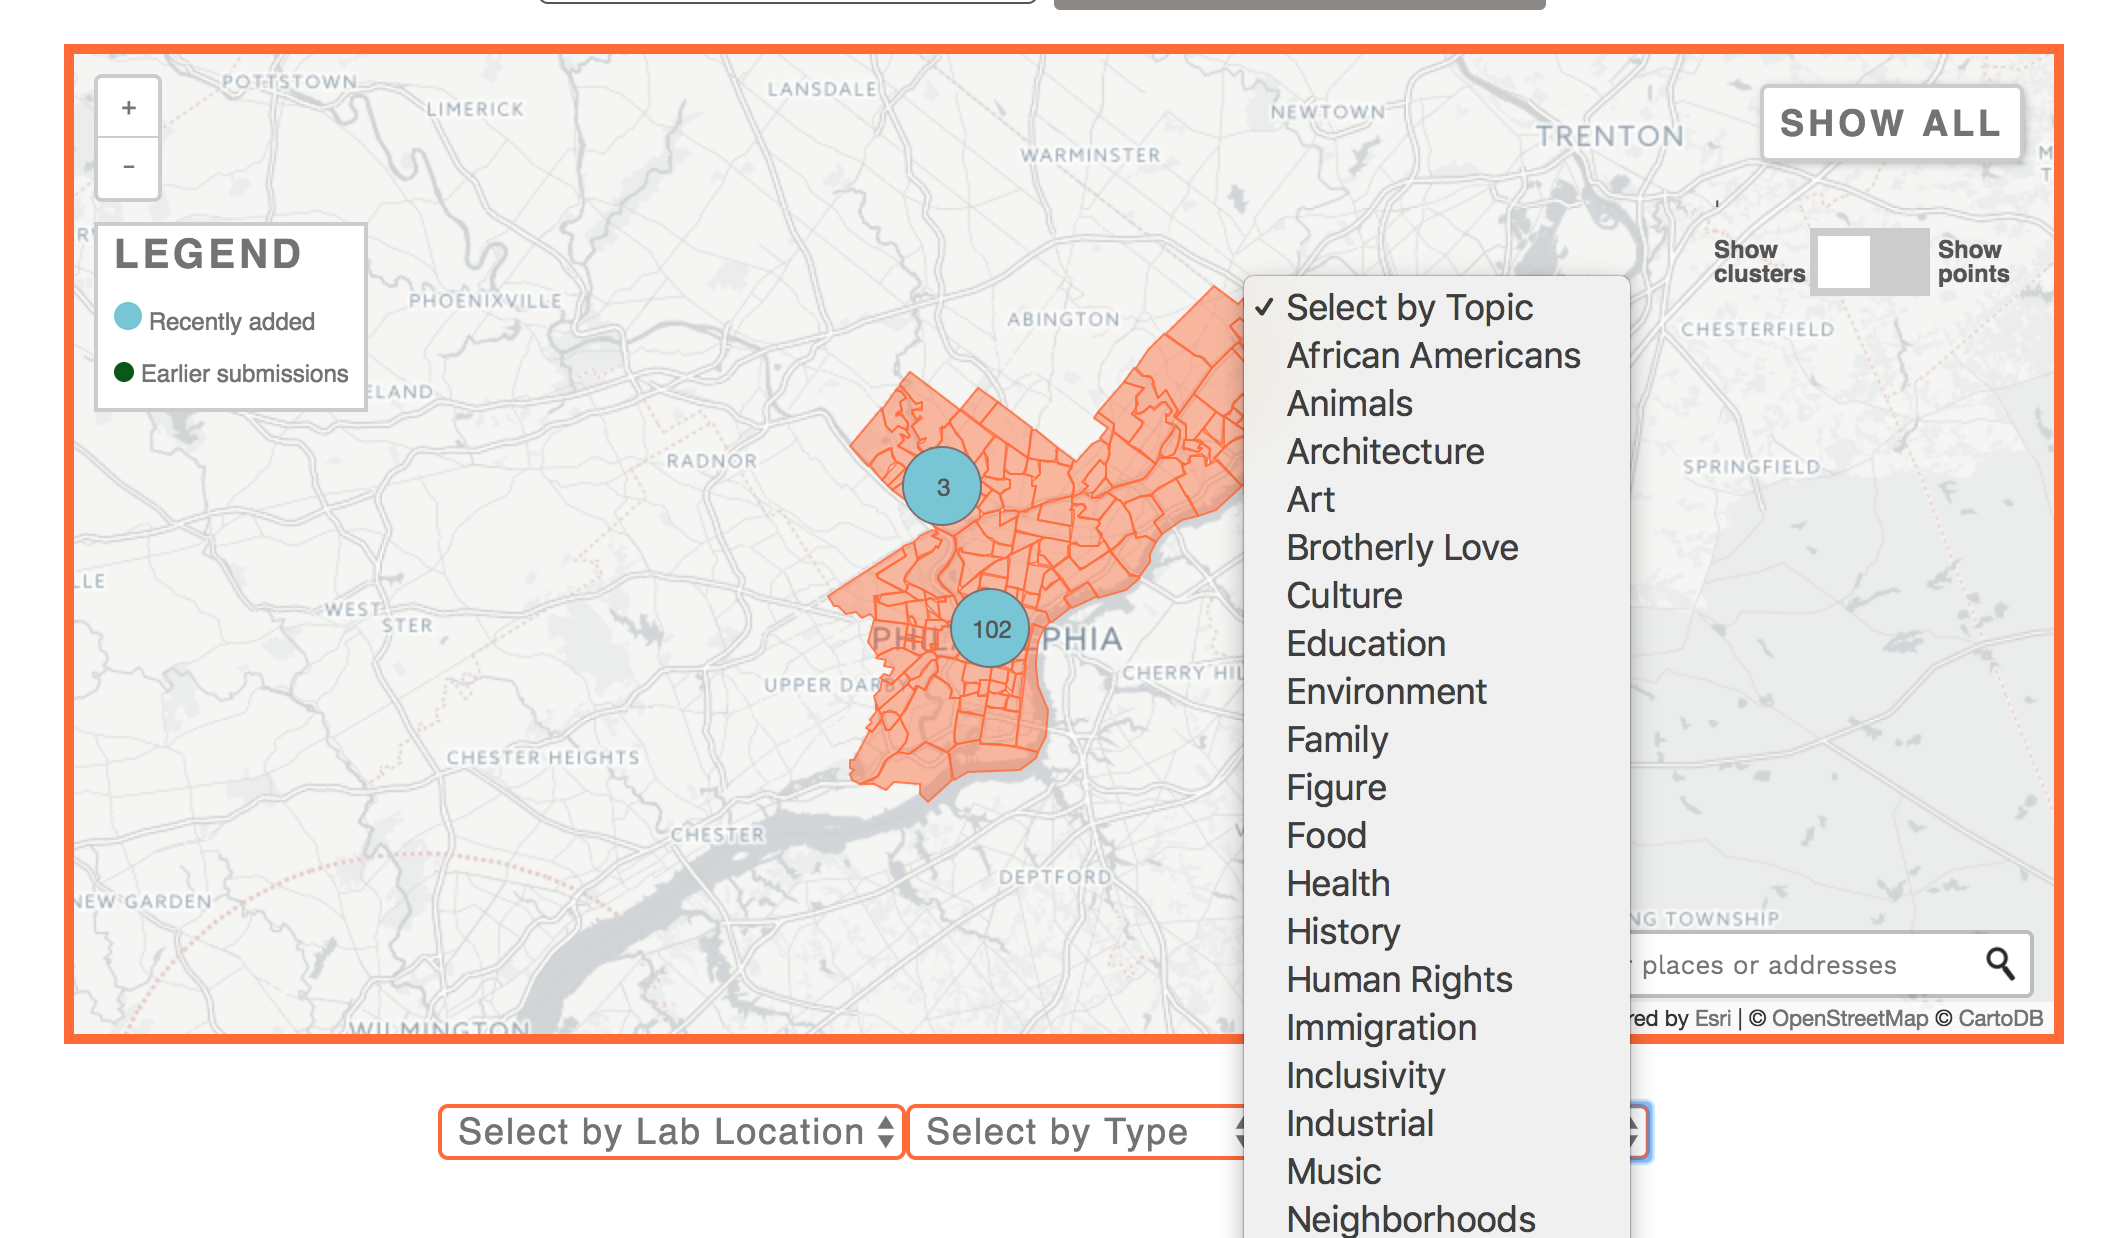 POTTSTOWN
LIMERICK
LANSDALE
NEWTOWN
TRENTON
SHOW ALL
+
-
WARMINSTER
LEGEND
Recently added
Earlier submissions
Show clusters
Show points
PHOENIXVILLE
ABINGTON
CHESTERFIELD
ELAND
RADNOR
SPRINGFIELD
3
LLE
WEST
STER
102
PHIL
PHIA
UPPER DARBY
CHERRY HIL
CHESTER HEIGHTS
CHESTER
DEPTFORD
NEW GARDEN
WILMINGTON
NG TOWNSHIP
places or addresses
red by Esri | © OpenStreetMap © CartoDB
✓ Select by Topic
African Americans
Animals
Architecture
Art
Brotherly Love
Culture
Education
Environment
Family
Figure
Food
Health
History
Human Rights
Immigration
Inclusivity
Industrial
Music
Neighborhoods
Select by Lab Location
Select by Type